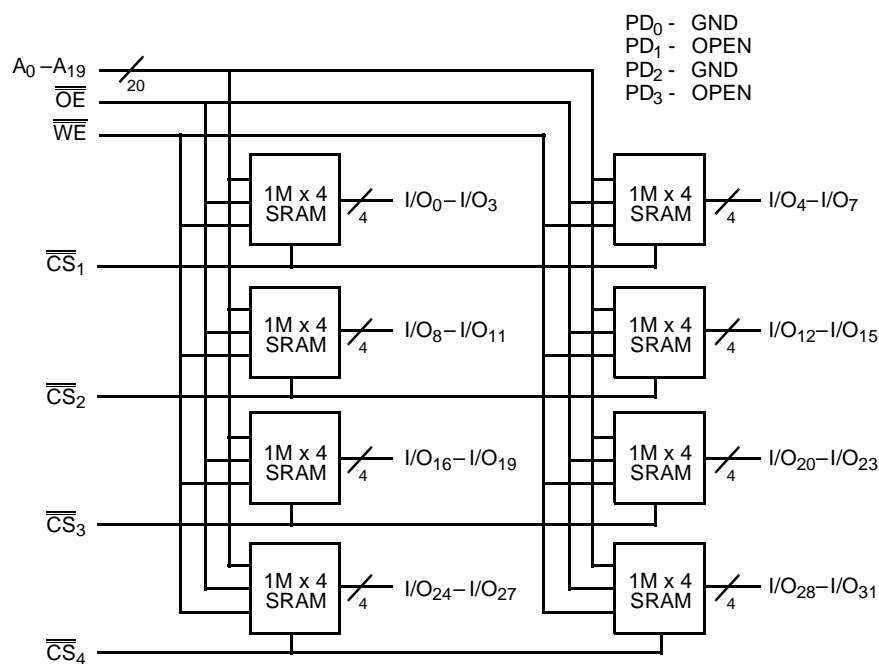 PD₀ - GND
PD₁ - OPEN
PD₂ - GND
PD₃ - OPEN
A₀–A₁₉
20
OE
WE
1M x 4
SRAM
4
I/O₀–I/O₃
1M x 4
SRAM
4
I/O₄–I/O₇
CS₁
1M x 4
SRAM
4
I/O₈–I/O₁₁
1M x 4
SRAM
4
I/O₁₂–I/O₁₅
CS₂
1M x 4
SRAM
4
I/O₁₆–I/O₁₉
1M x 4
SRAM
4
I/O₂₀–I/O₂₃
CS₃
1M x 4
SRAM
4
I/O₂₄–I/O₂₇
1M x 4
SRAM
4
I/O₂₈–I/O₃₁
CS₄